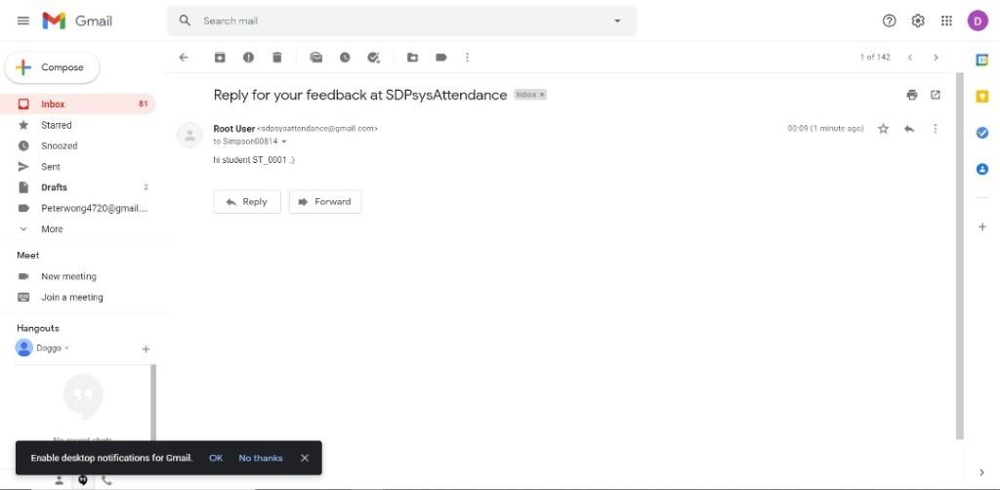 Gmail
Search mail
D
Compose
1 of 142
Inbox 81
Starred
Snoozed
Sent
Drafts 2
Peterwong4720@gmail....
More
Meet
New meeting
Join a meeting
Hangouts
Doggo
No recent chats
Reply for your feedback at SDPsysAttendance Inbox x
Root User <sdpsysattendance@gmail.com> 00:09 (1 minute ago)
to Simpson00814
hi student ST_0001 :)
Reply Forward
Enable desktop notifications for Gmail. OK No thanks